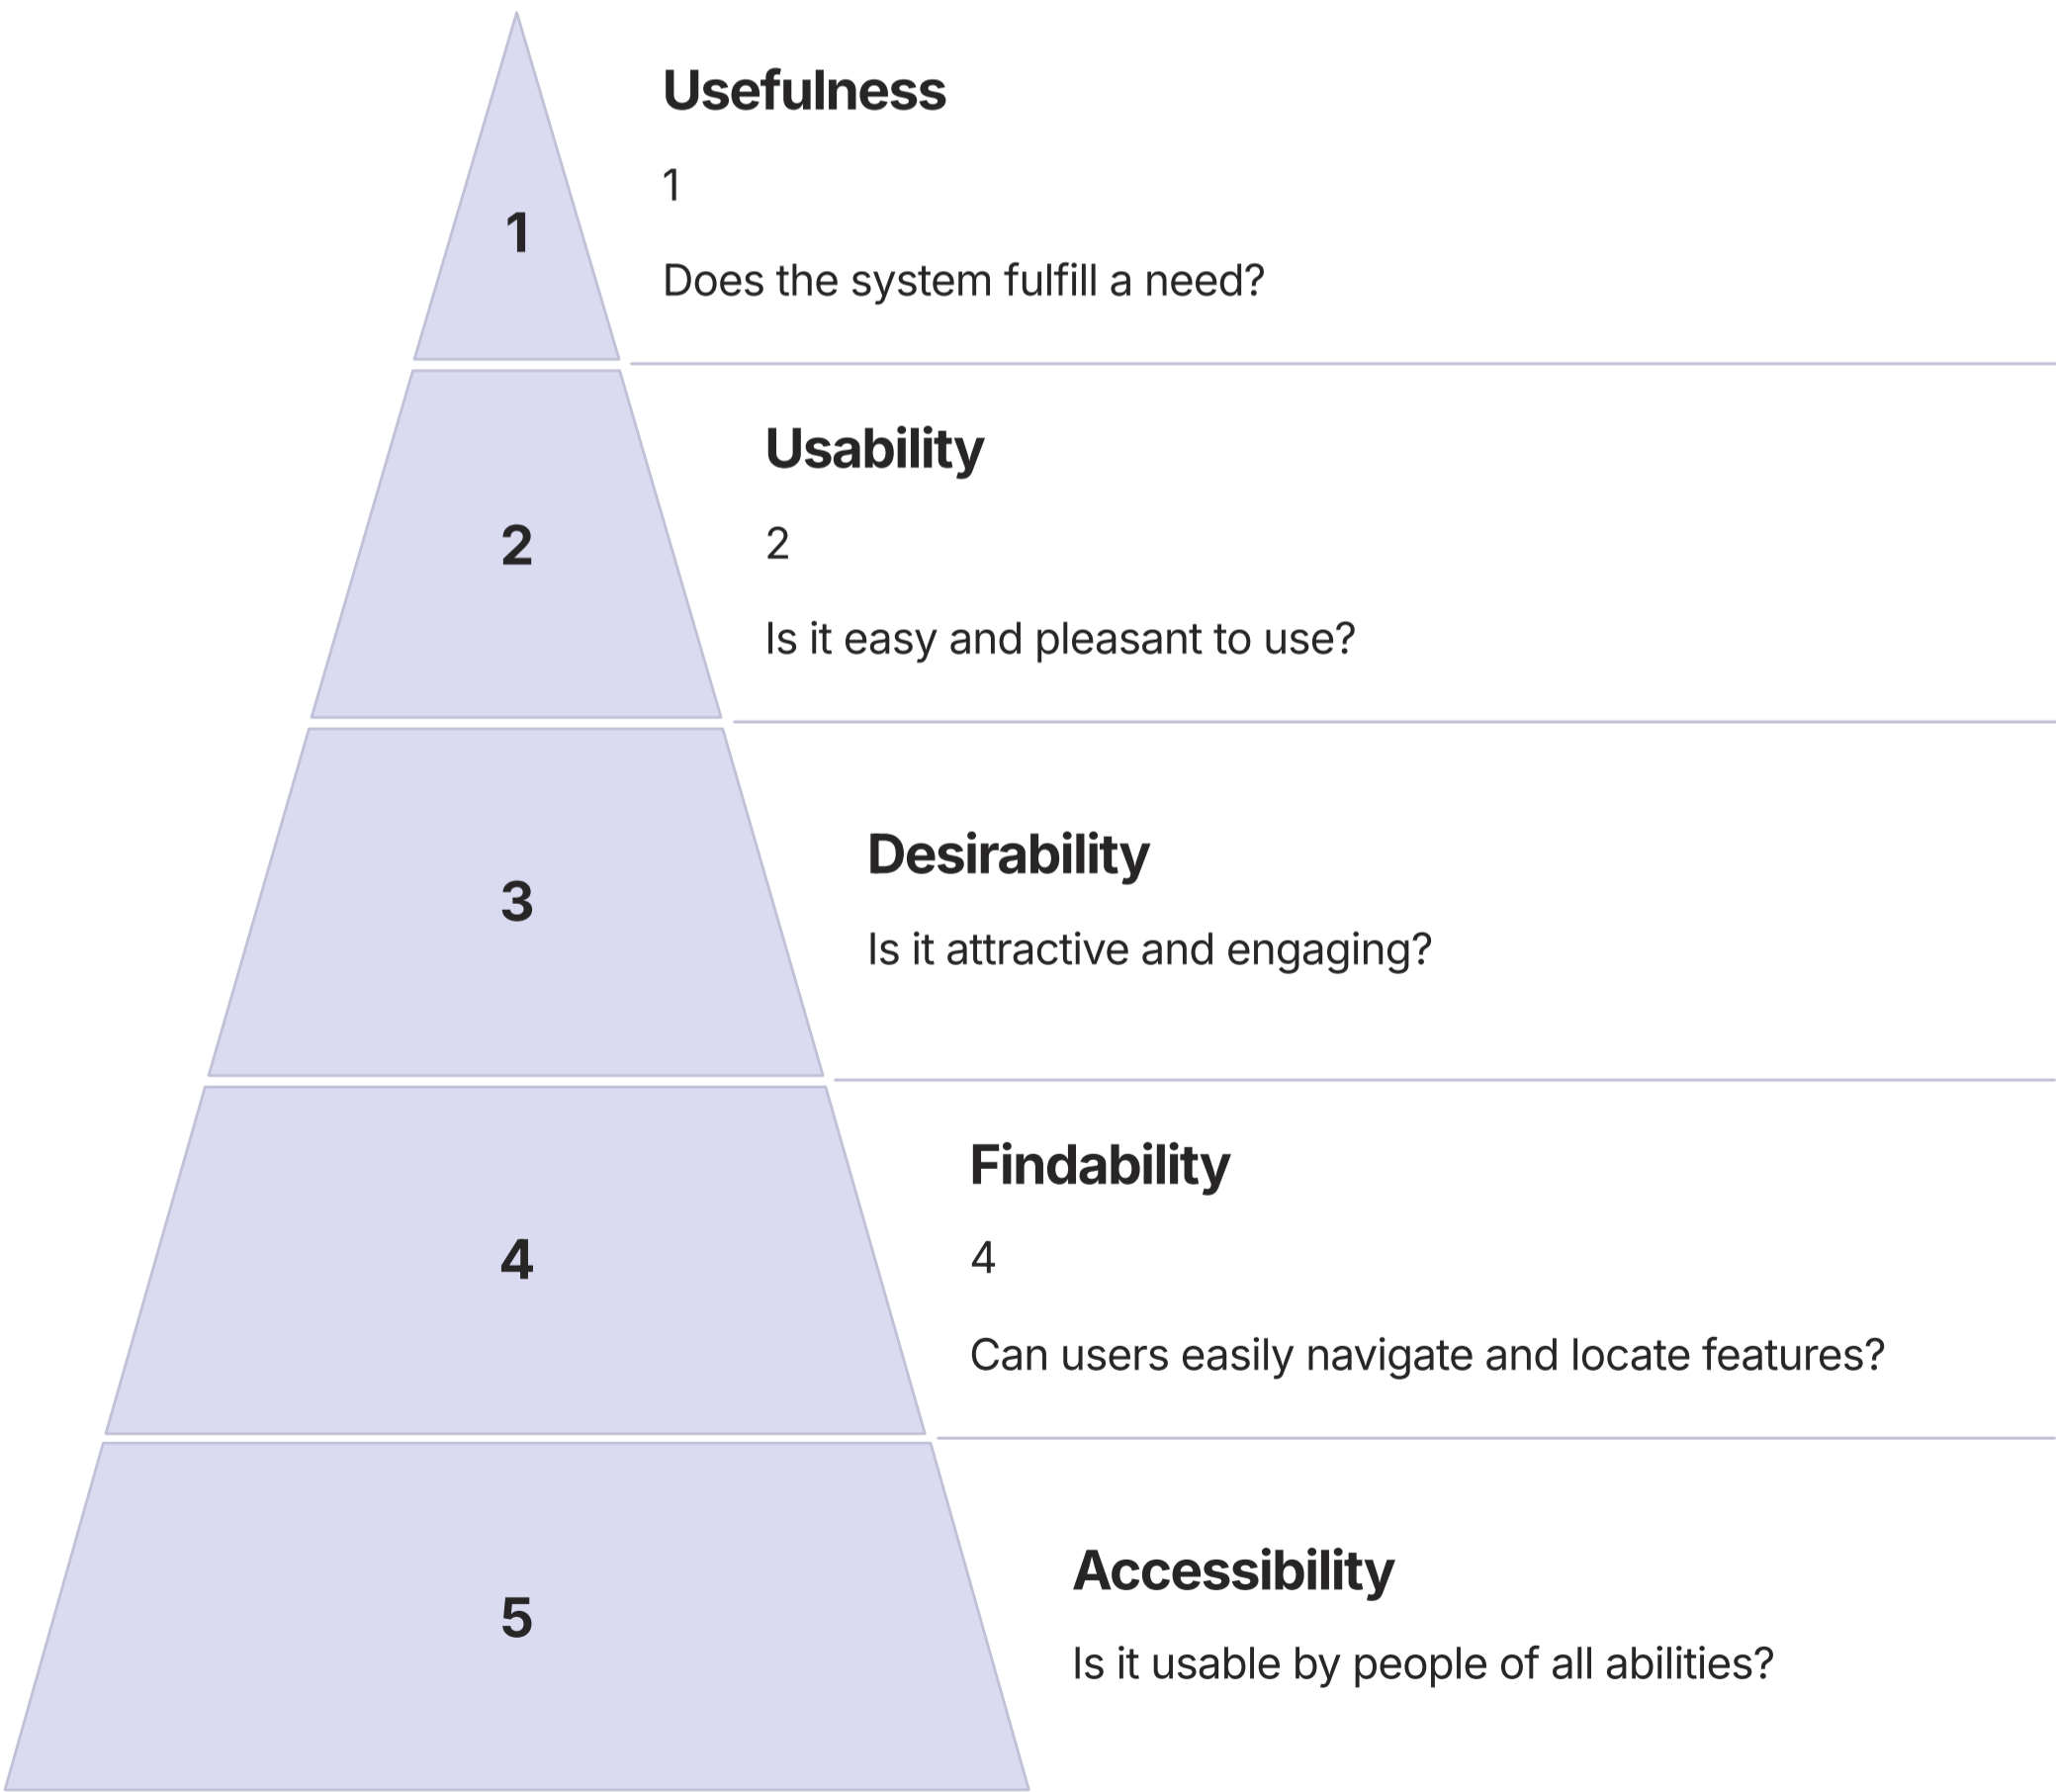 Usefulness
1
1
Does the system fulfill a need?
Usability
2
2
Is it easy and pleasant to use?
Desirability
3
Is it attractive and engaging?
Findability
4
4
Can users easily navigate and locate features?
Accessibility
5
Is it usable by people of all abilities?